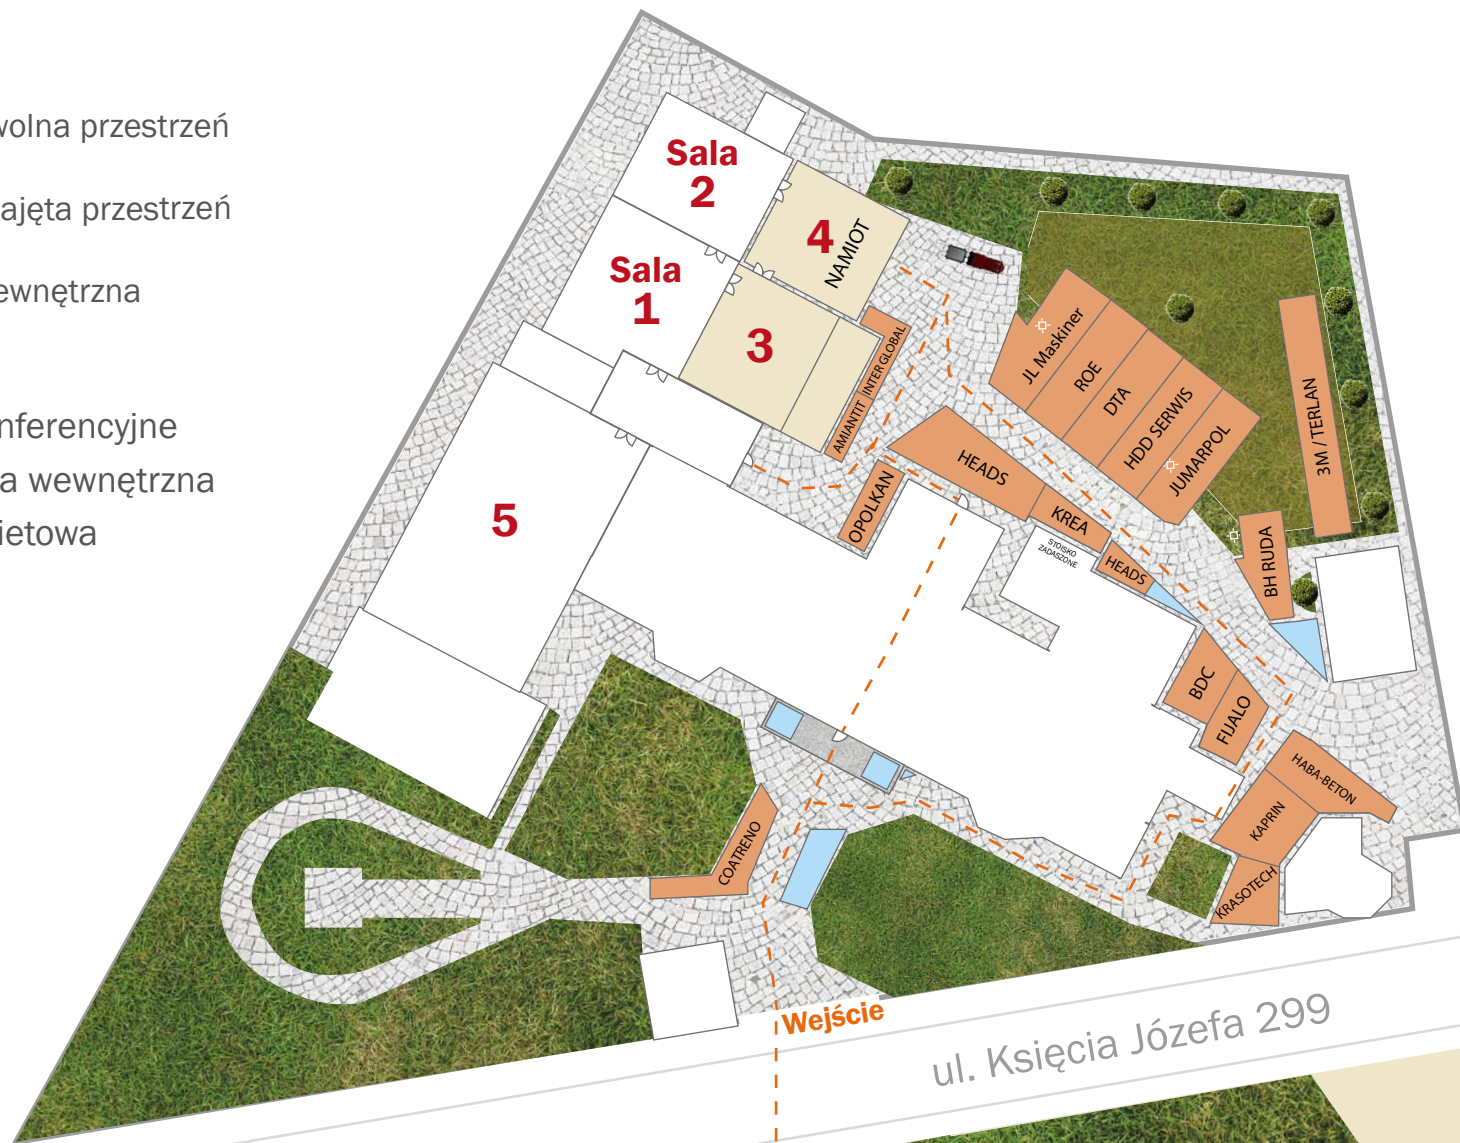 wolna przestrzeń
ajęta przestrzeń
ewnętrzna
nferencyjne
a wewnętrzna
ietowa
Sala
2
4
NAMIOT
Sala
1
3
INTER GLOBAL
AMIANTIT
JL Maskiner
ROE
DTA
HDD SERWIS
JUMARPOL
3M / TERLAN
HEADS
OPOLKAN
KREA
STOISKO
ZADASZONE
HEADS
BH RUDA
5
BDC
FIJALO
HABA-BETON
KAPRIN
KRASOTECH
COATRENO
Wejście
ul. Księcia Józefa 299